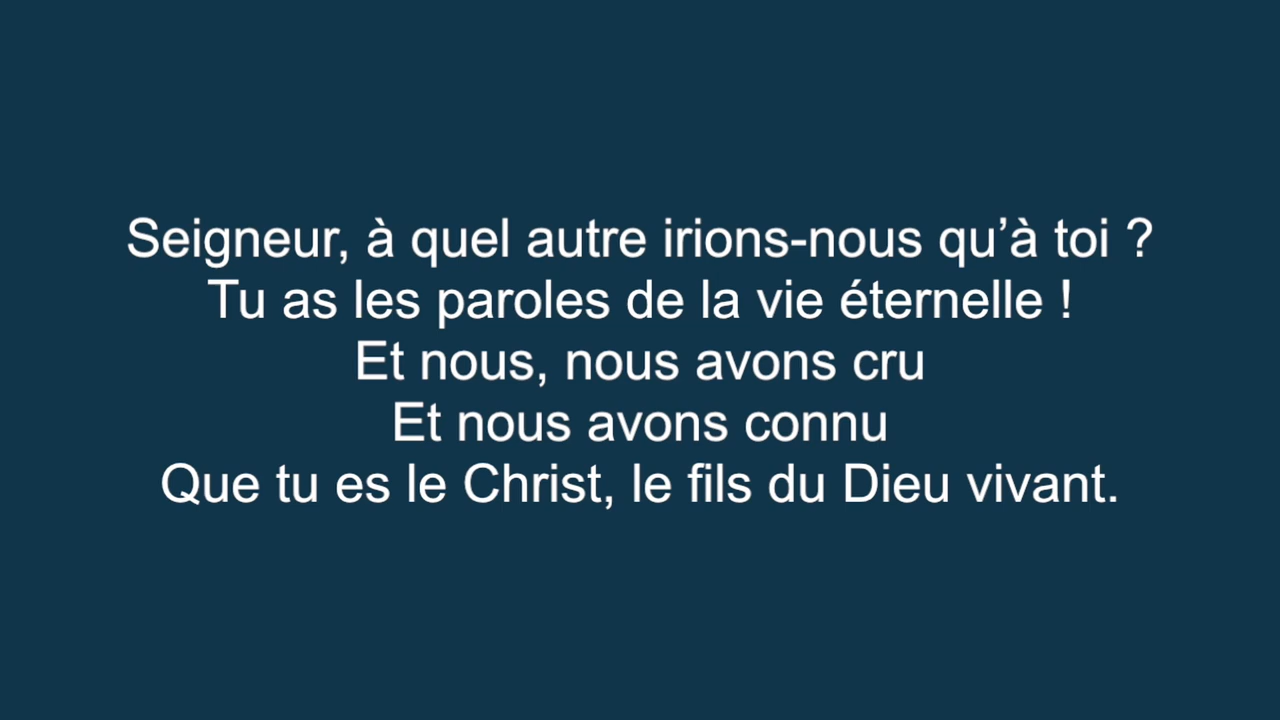 Seigneur, à quel autre irions-nous qu’à toi ?
Tu as les paroles de la vie éternelle !
Et nous, nous avons cru
Et nous avons connu
Que tu es le Christ, le fils du Dieu vivant.